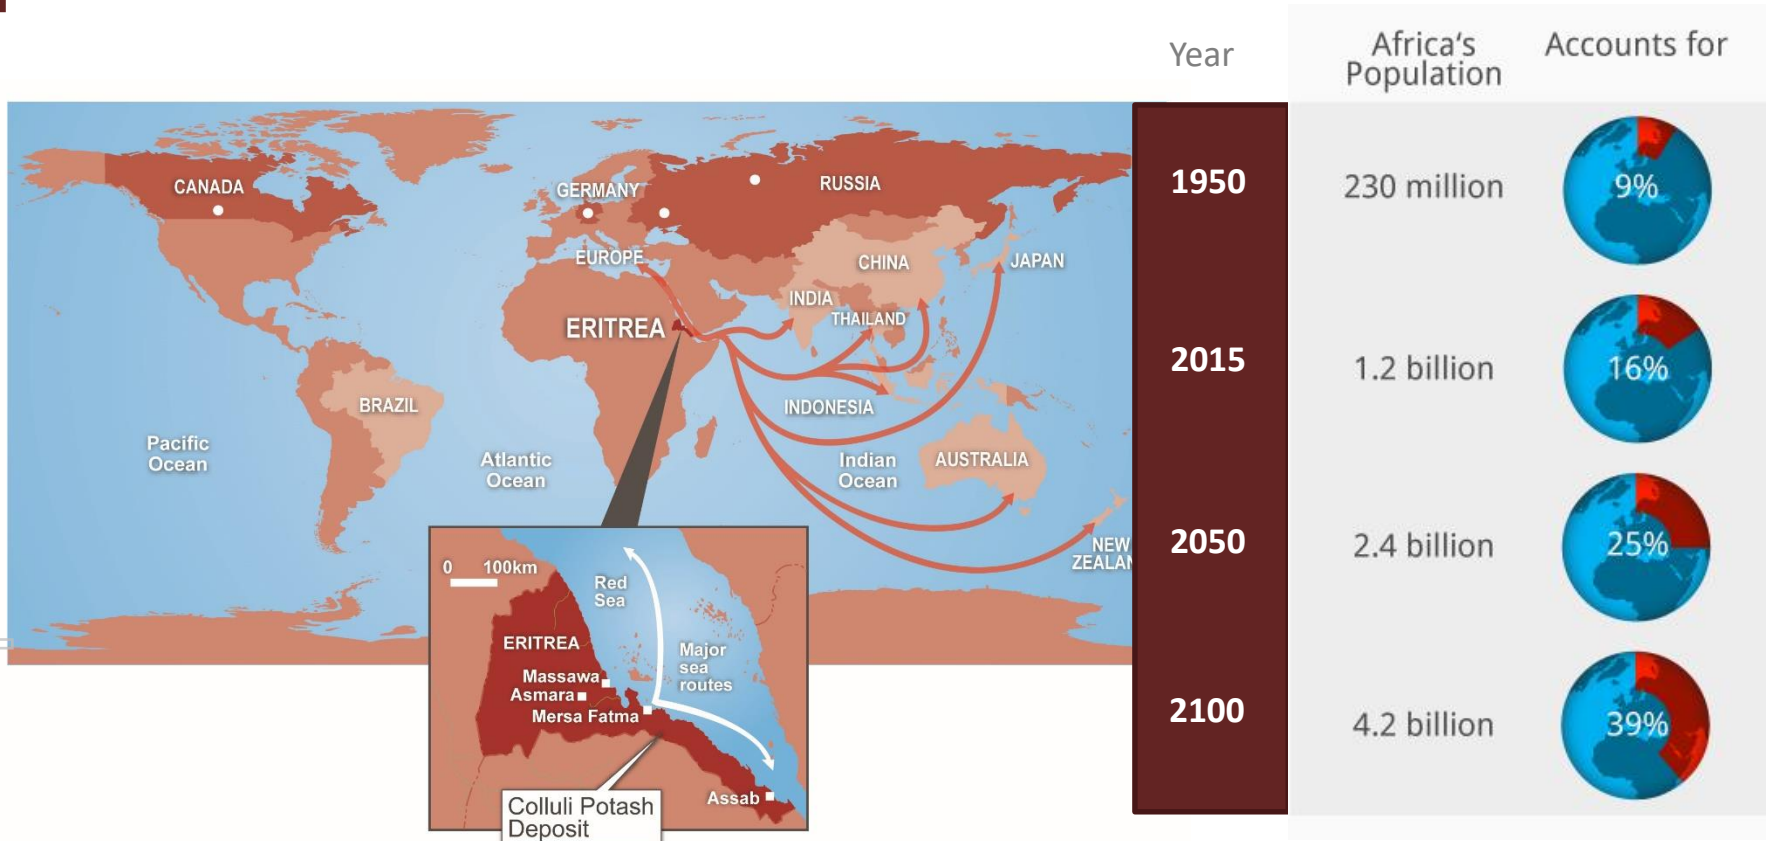 Year
Africa‘s
Population
Accounts for
1950
230 million
9%
2015
1.2 billion
16%
2050
2.4 billion
25%
2100
4.2 billion
39%
CANADA
GERMANY
RUSSIA
EUROPE
CHINA
JAPAN
INDIA
THAILAND
ERITREA
BRAZIL
INDONESIA
Pacific
Ocean
Atlantic
Ocean
Indian
Ocean
AUSTRALIA
NEW
ZEALAN
0 100km
Red
Sea
ERITREA
Major
sea
routes
Massawa
Asmara
Mersa Fatma
Assab
Colluli Potash
Deposit